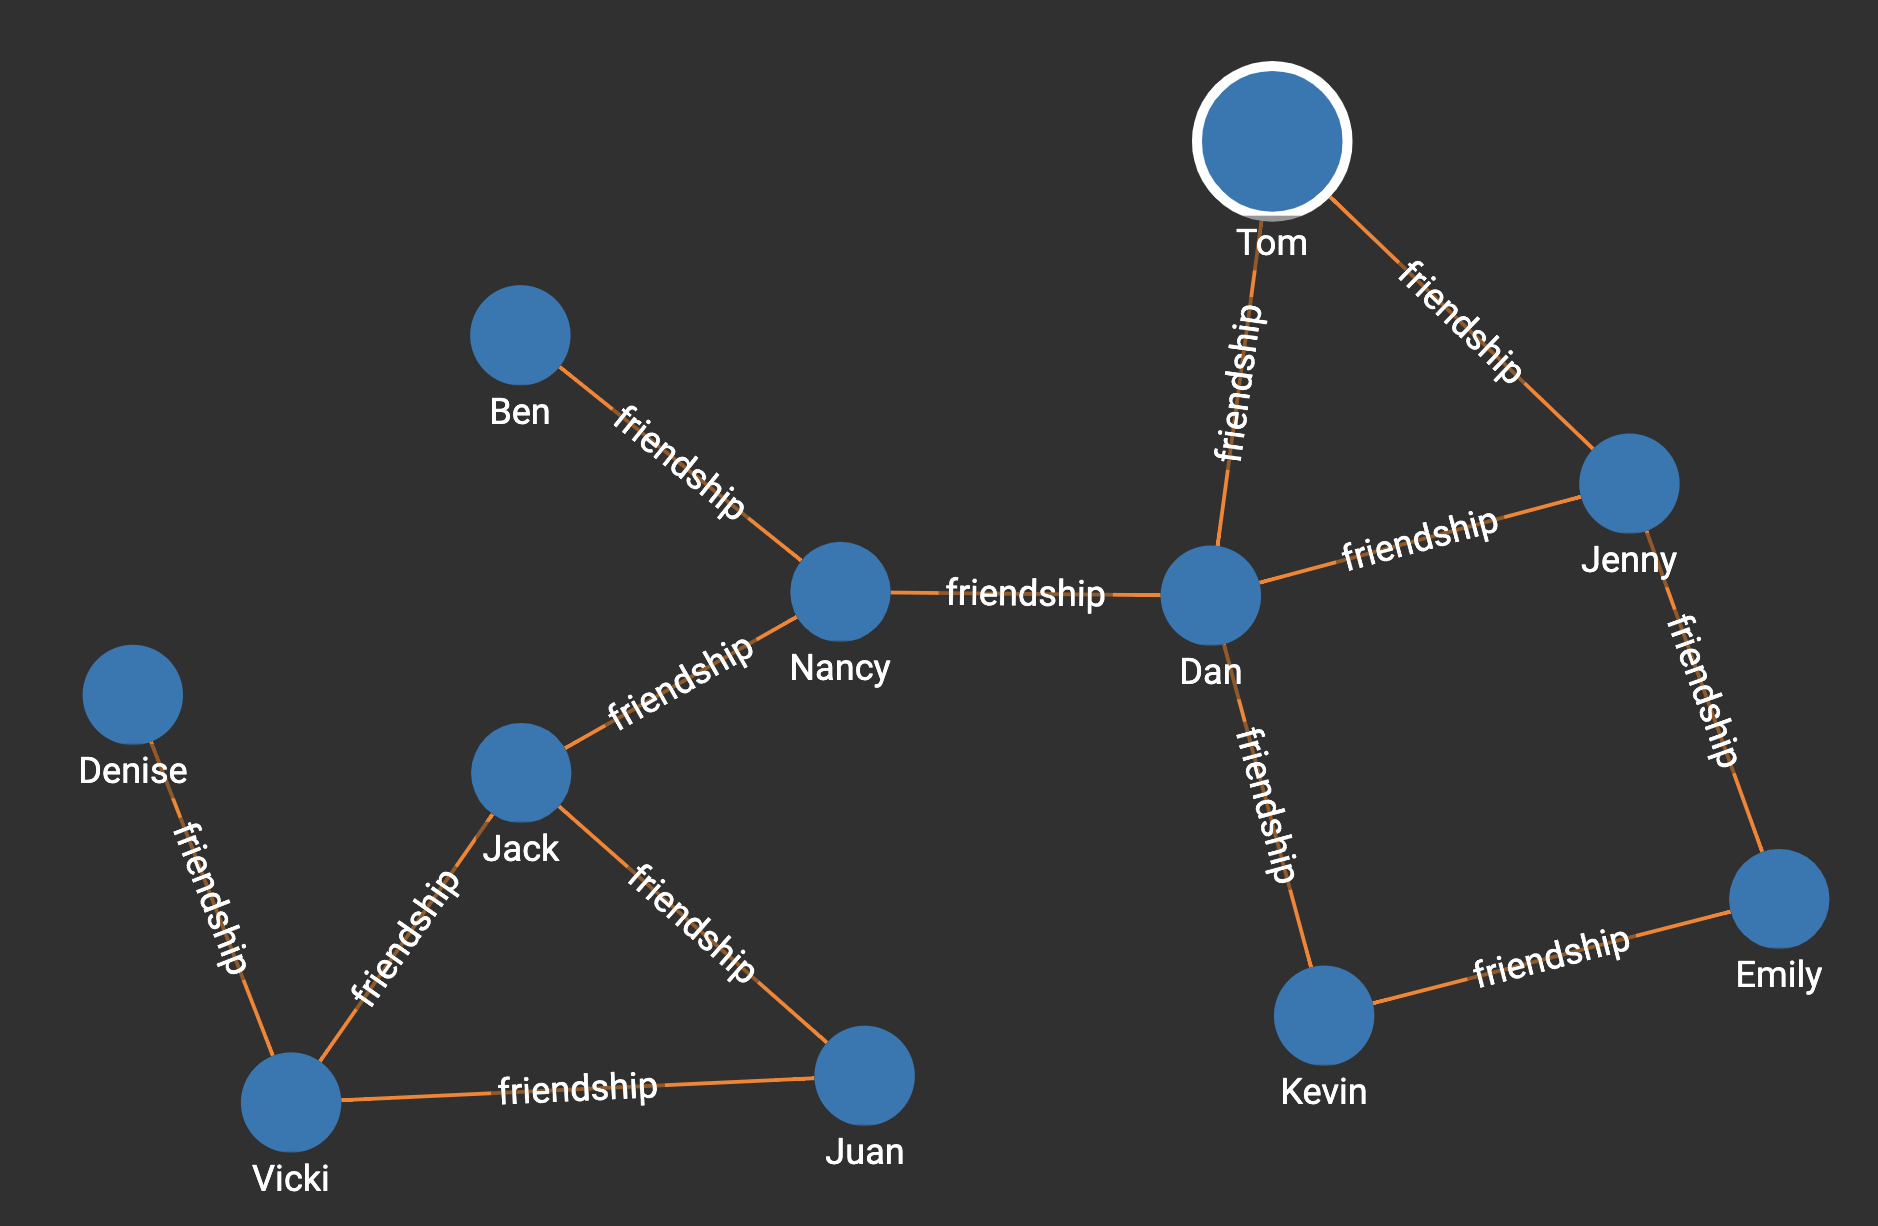 Tom
friendship
friendship
Ben
friendship
friendship
Jenny
friendship
Nancy
Dan
friendship
friendship
Denise
friendship
Jack
friendship
friendship
friendship
friendship
Emily
friendship
Kevin
Juan
Vicki